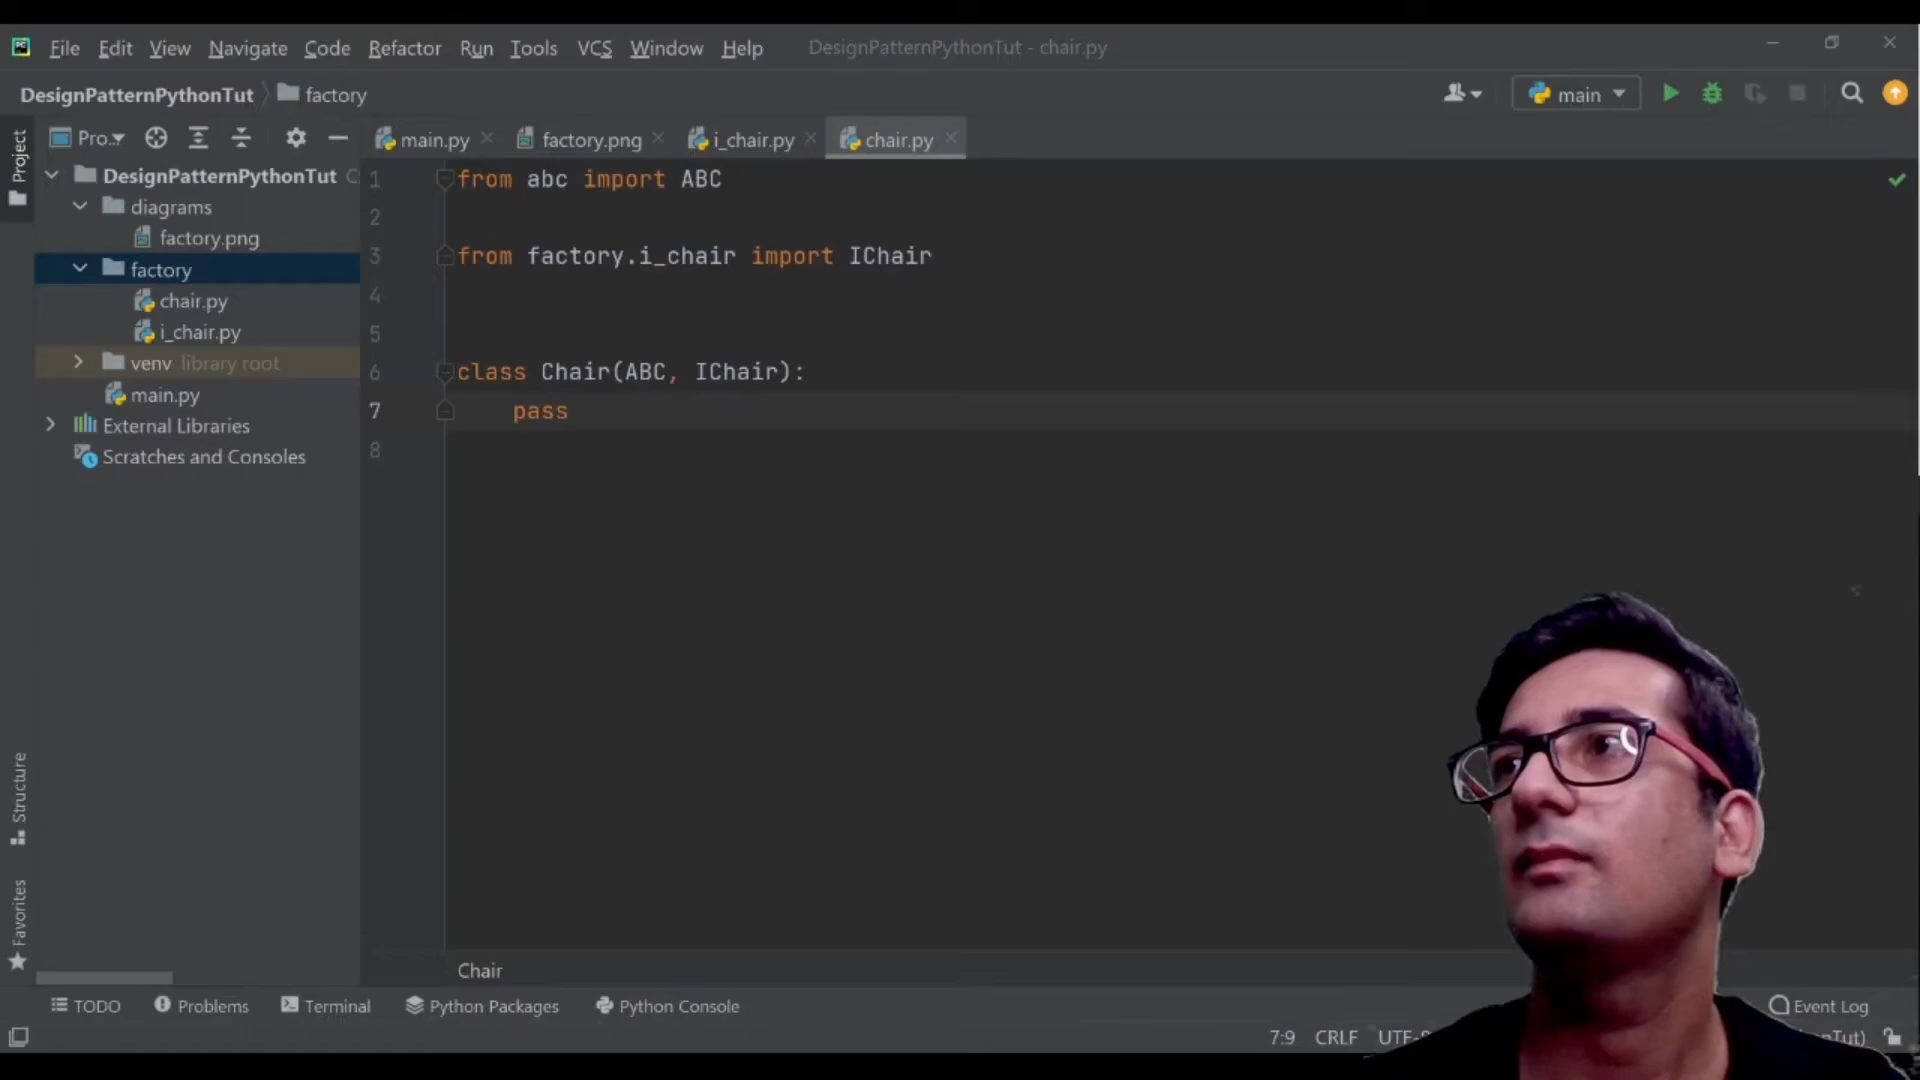 File Edit View Navigate Code Refactor Run Tools VCS Window Help DesignPatternPythonTut - chair.py
DesignPatternPythonTut factory main
Project
Pro... main.py factory.png i_chair.py chair.py
DesignPatternPythonTut
diagrams
factory.png
factory
chair.py
i_chair.py
venv library root
main.py
External Libraries
Scratches and Consoles
1 from abc import ABC
2
3 from factory.i_chair import IChair
4
5
6 class Chair(ABC, IChair):
7 pass
8
Structure
Favorites
Chair
TODO Problems Terminal Python Packages Python Console Event Log
7:9 CRLF